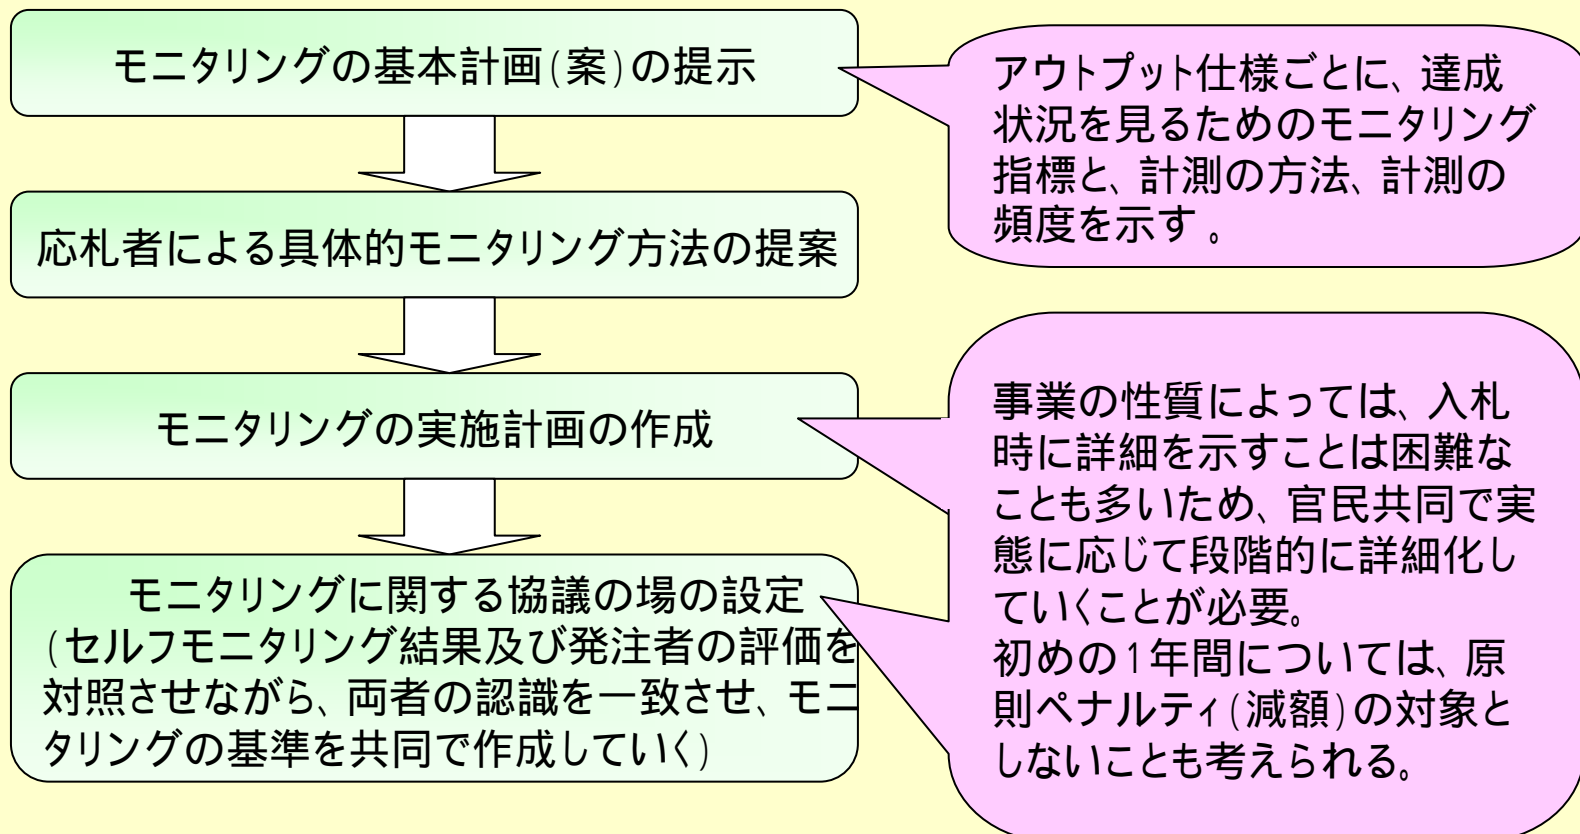 モニタリングの基本計画(案)の提示
アウトプット仕様ごとに、達成
状況を見るためのモニタリング
指標と、計測の方法、計測の
頻度を示す。
応札者による具体的モニタリング方法の提案
モニタリングの実施計画の作成
モニタリングに関する協議の場の設定
(セルフモニタリング結果及び発注者の評価を
対照させながら、両者の認識を一致させ、モニ
タリングの基準を共同で作成していく)
事業の性質によっては、入札
時に詳細を示すことは困難な
ことも多いため、官民共同で実
態に応じて段階的に詳細化し
ていくことが必要。
初めの1年間については、原
則ペナルティ(減額)の対象と
しないことも考えられる。